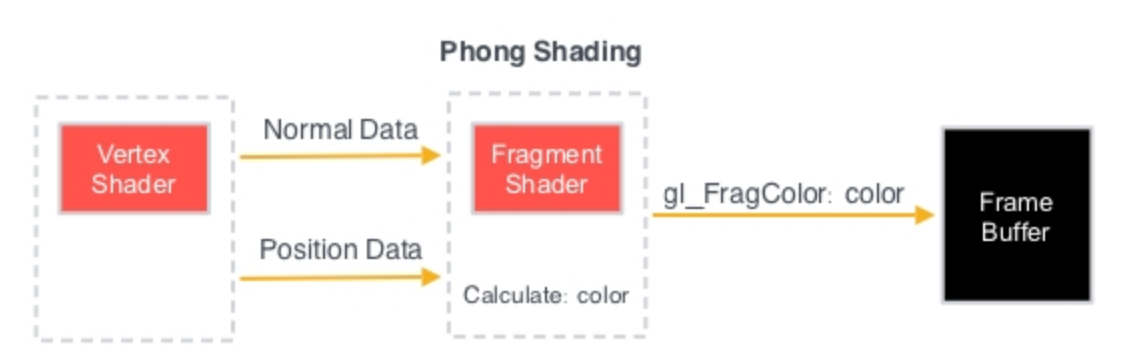 Phong Shading
Vertex
Shader
Normal Data
Position Data
Fragment
Shader
Calculate: color
gl_FragColor: color
Frame
Buffer